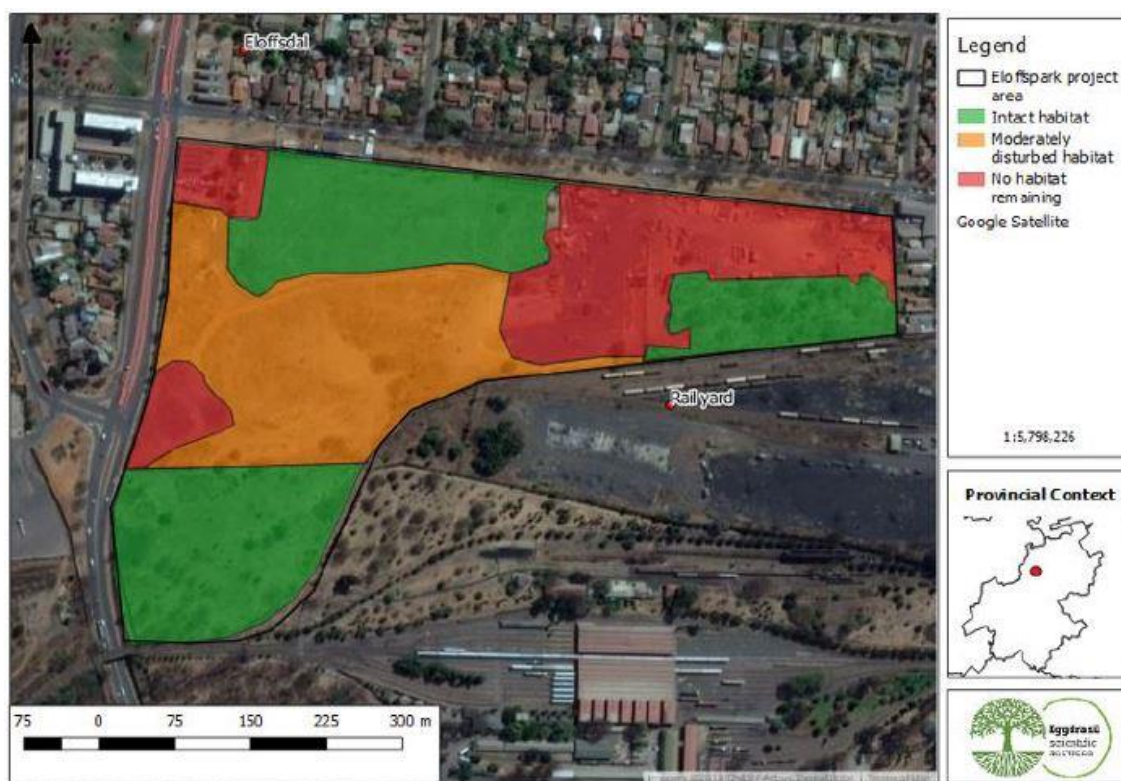 Eloffsdal
Rail yard
75 0 75 150 225 300 m
Legend
Eloffspark project
area
Intact habitat
Moderately
disturbed habitat
No habitat
remaining
Google Satellite
1:5,798,226
Provincial Context
scientific